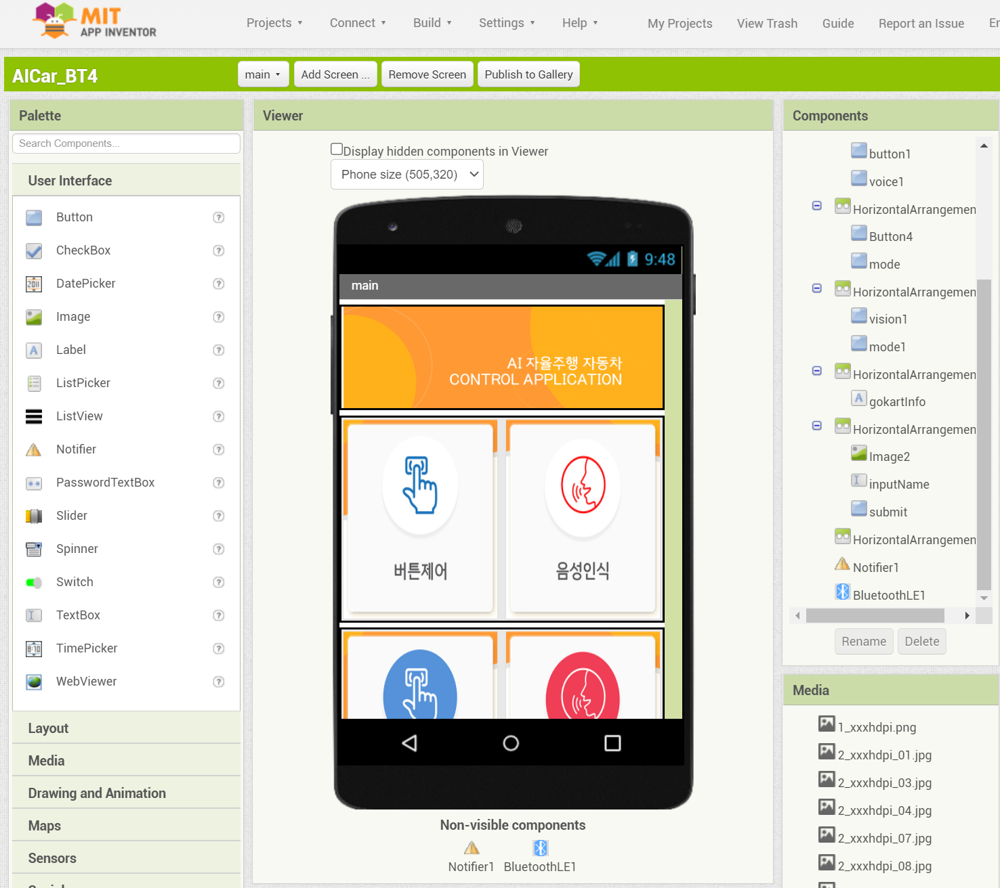 MIT
APP INVENTOR
Projects
Connect
Build
Settings
Help
My Projects
View Trash
Guide
Report an Issue
AICar_BT4
main
Add Screen ...
Remove Screen
Publish to Gallery
Palette
Search Components...
User Interface
Button
CheckBox
DatePicker
Image
Label
ListPicker
ListView
Notifier
PasswordTextBox
Slider
Spinner
Switch
TextBox
TimePicker
WebViewer
Layout
Media
Drawing and Animation
Maps
Sensors
Viewer
Display hidden components in Viewer
Phone size (505,320)
9:48
main
AI 자율주행 자동차
CONTROL APPLICATION
버튼제어
음성인식
Non-visible components
Notifier1
BluetoothLE1
Components
button1
voice1
HorizontalArrangemen
Button4
mode
HorizontalArrangemen
vision1
mode1
HorizontalArrangemen
gokartInfo
HorizontalArrangemen
Image2
inputName
submit
HorizontalArrangemen
Notifier1
BluetoothLE1
Rename
Delete
Media
1_xxxhdpi.png
2_xxxhdpi_01.jpg
2_xxxhdpi_03.jpg
2_xxxhdpi_04.jpg
2_xxxhdpi_07.jpg
2_xxxhdpi_08.jpg